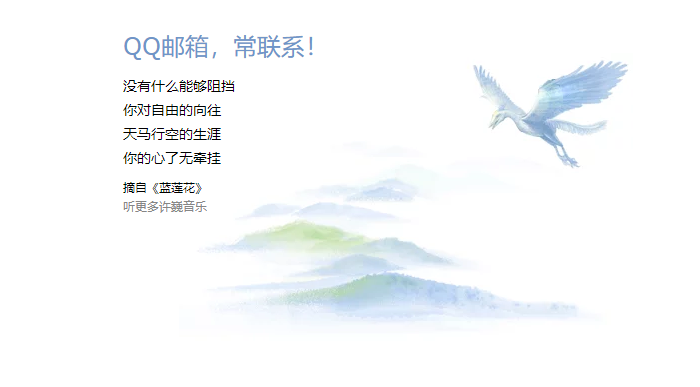 QQ邮箱，常联系！
没有什么能够阻挡
你对自由的向往
天马行空的生涯
你的心了无牵挂
摘自《蓝莲花》
听更多许巍音乐